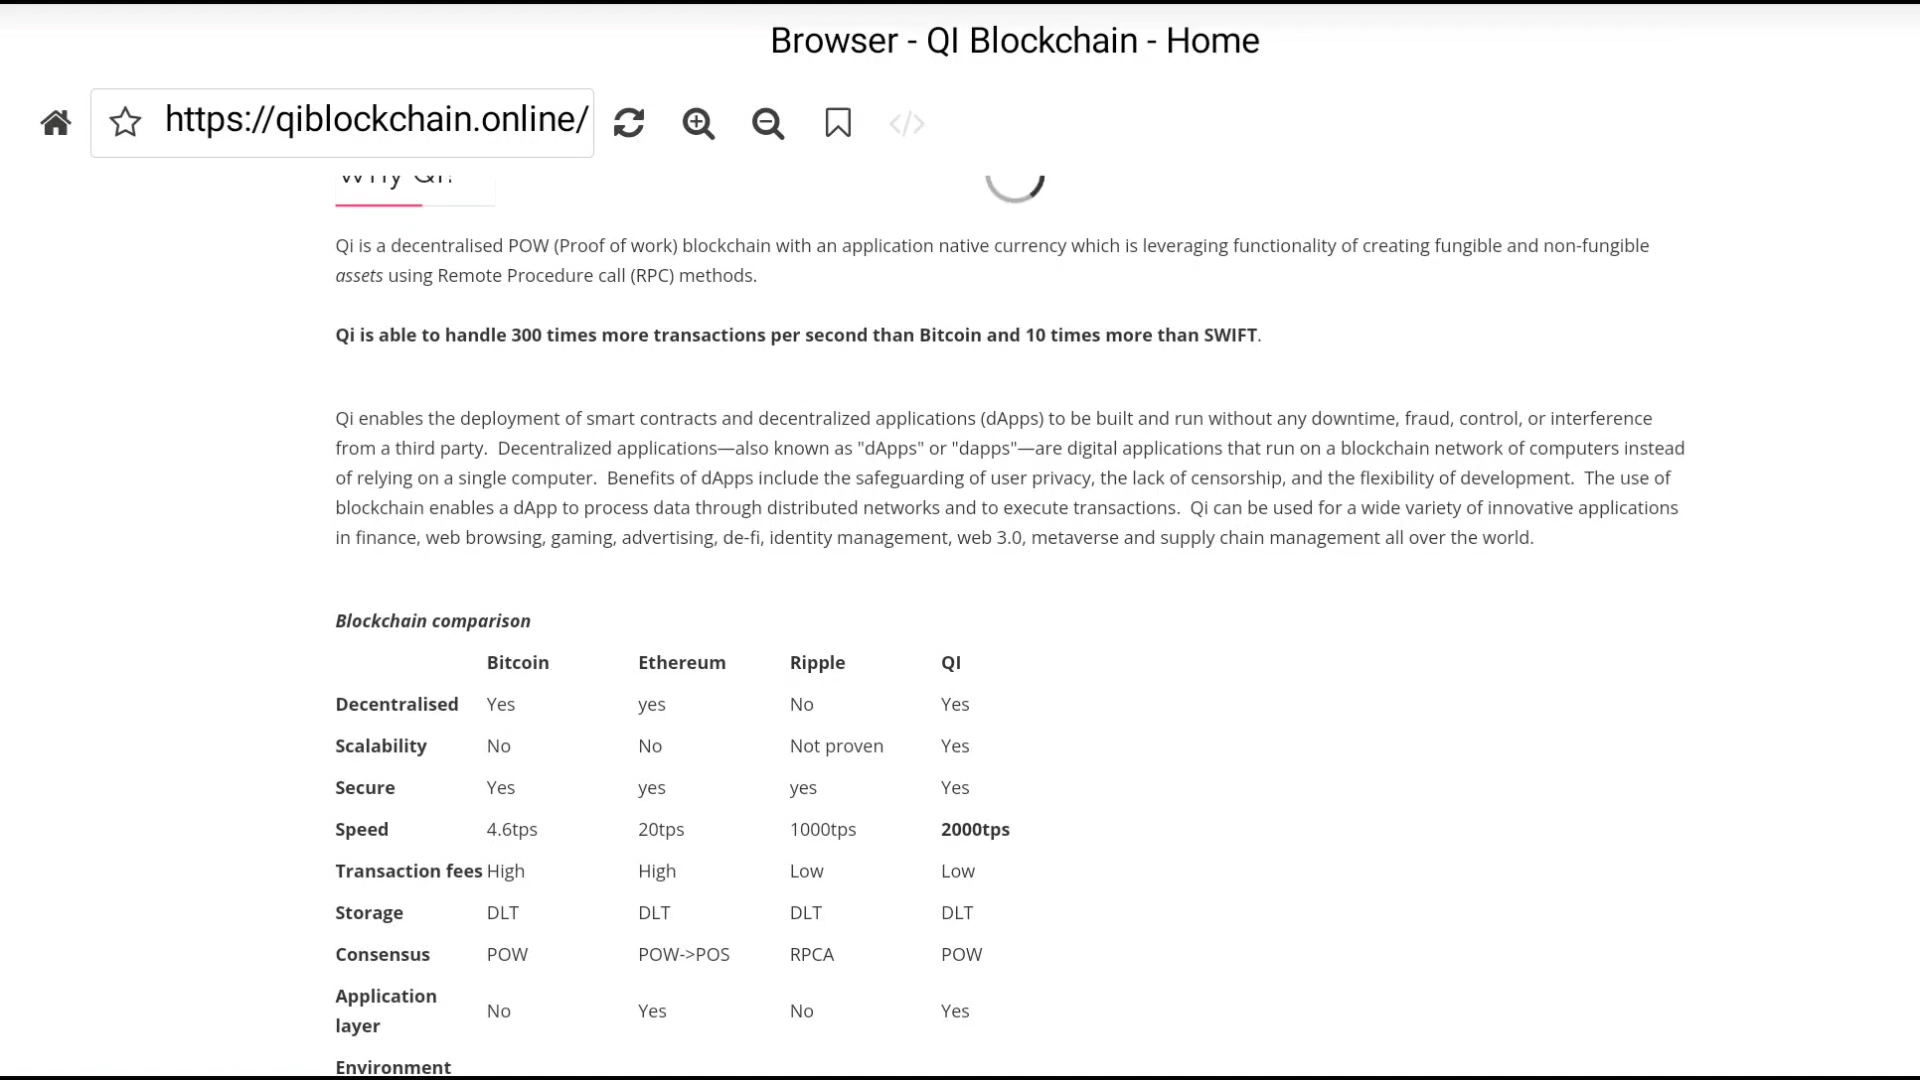 Browser - QI Blockchain - Home
https://qiblockchain.online/
Why Qi?
Qi is a decentralised POW (Proof of work) blockchain with an application native currency which is leveraging functionality of creating fungible and non-fungible
assets using Remote Procedure call (RPC) methods.
Qi is able to handle 300 times more transactions per second than Bitcoin and 10 times more than SWIFT.
Qi enables the deployment of smart contracts and decentralized applications (dApps) to be built and run without any downtime, fraud, control, or interference
from a third party.  Decentralized applications—also known as "dApps" or "dapps"—are digital applications that run on a blockchain network of computers instead
of relying on a single computer.  Benefits of dApps include the safeguarding of user privacy, the lack of censorship, and the flexibility of development.  The use of
blockchain enables a dApp to process data through distributed networks and to execute transactions.  Qi can be used for a wide variety of innovative applications
in finance, web browsing, gaming, advertising, de-fi, identity management, web 3.0, metaverse and supply chain management all over the world.
Blockchain comparison
Bitcoin Ethereum Ripple QI
Decentralised Yes yes No Yes
Scalability No No Not proven Yes
Secure Yes yes yes Yes
Speed 4.6tps 20tps 1000tps 2000tps
Transaction fees High High Low Low
Storage DLT DLT DLT DLT
Consensus POW POW->POS RPCA POW
Application
layer No Yes No Yes
Environment